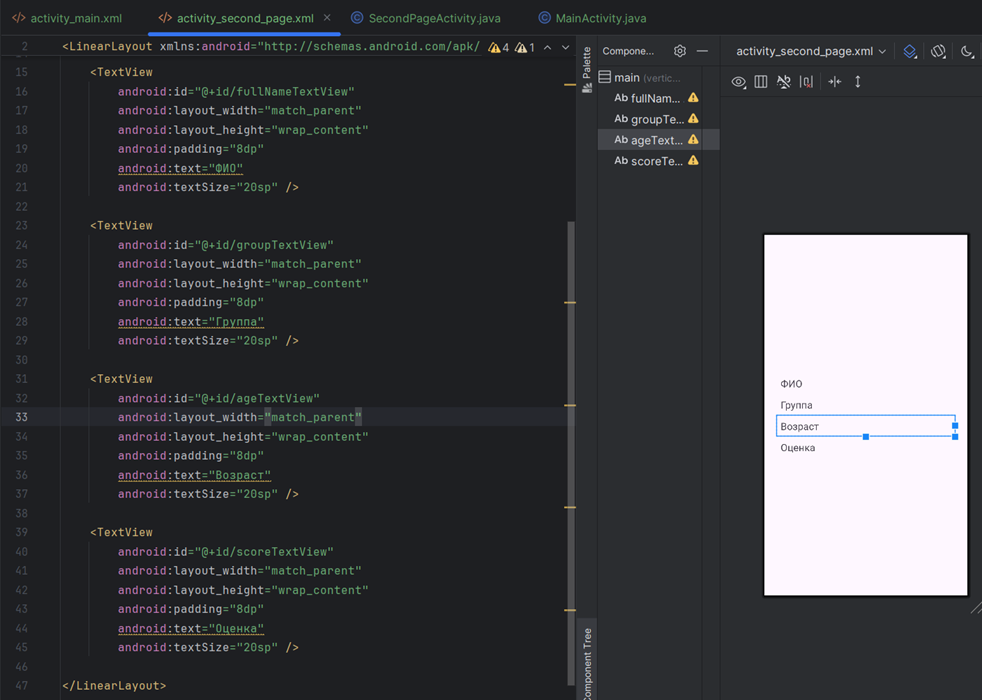 activity_main.xml
activity_second_page.xml
SecondPageActivity.java
MainActivity.java
2 <LinearLayout xmlns:android="http://schemas.android.com/apk/
4 1
15 <TextView
16 android:id="@+id/fullNameTextView"
17 android:layout_width="match_parent"
18 android:layout_height="wrap_content"
19 android:padding="8dp"
20 android:text="ФИО"
21 android:textSize="20sp" />
22
23 <TextView
24 android:id="@+id/groupTextView"
25 android:layout_width="match_parent"
26 android:layout_height="wrap_content"
27 android:padding="8dp"
28 android:text="Группа"
29 android:textSize="20sp" />
30
31 <TextView
32 android:id="@+id/ageTextView"
33 android:layout_width="match_parent"
34 android:layout_height="wrap_content"
35 android:padding="8dp"
36 android:text="Возраст"
37 android:textSize="20sp" />
38
39 <TextView
40 android:id="@+id/scoreTextView"
41 android:layout_width="match_parent"
42 android:layout_height="wrap_content"
43 android:padding="8dp"
44 android:text="Оценка"
45 android:textSize="20sp" />
46
47 </LinearLayout>
Palette
Component Tree
Compone...
main (vertic...
Ab fullNam...
Ab groupTe...
Ab ageText...
Ab scoreTe...
activity_second_page.xml
ФИО
Группа
Возраст
Оценка